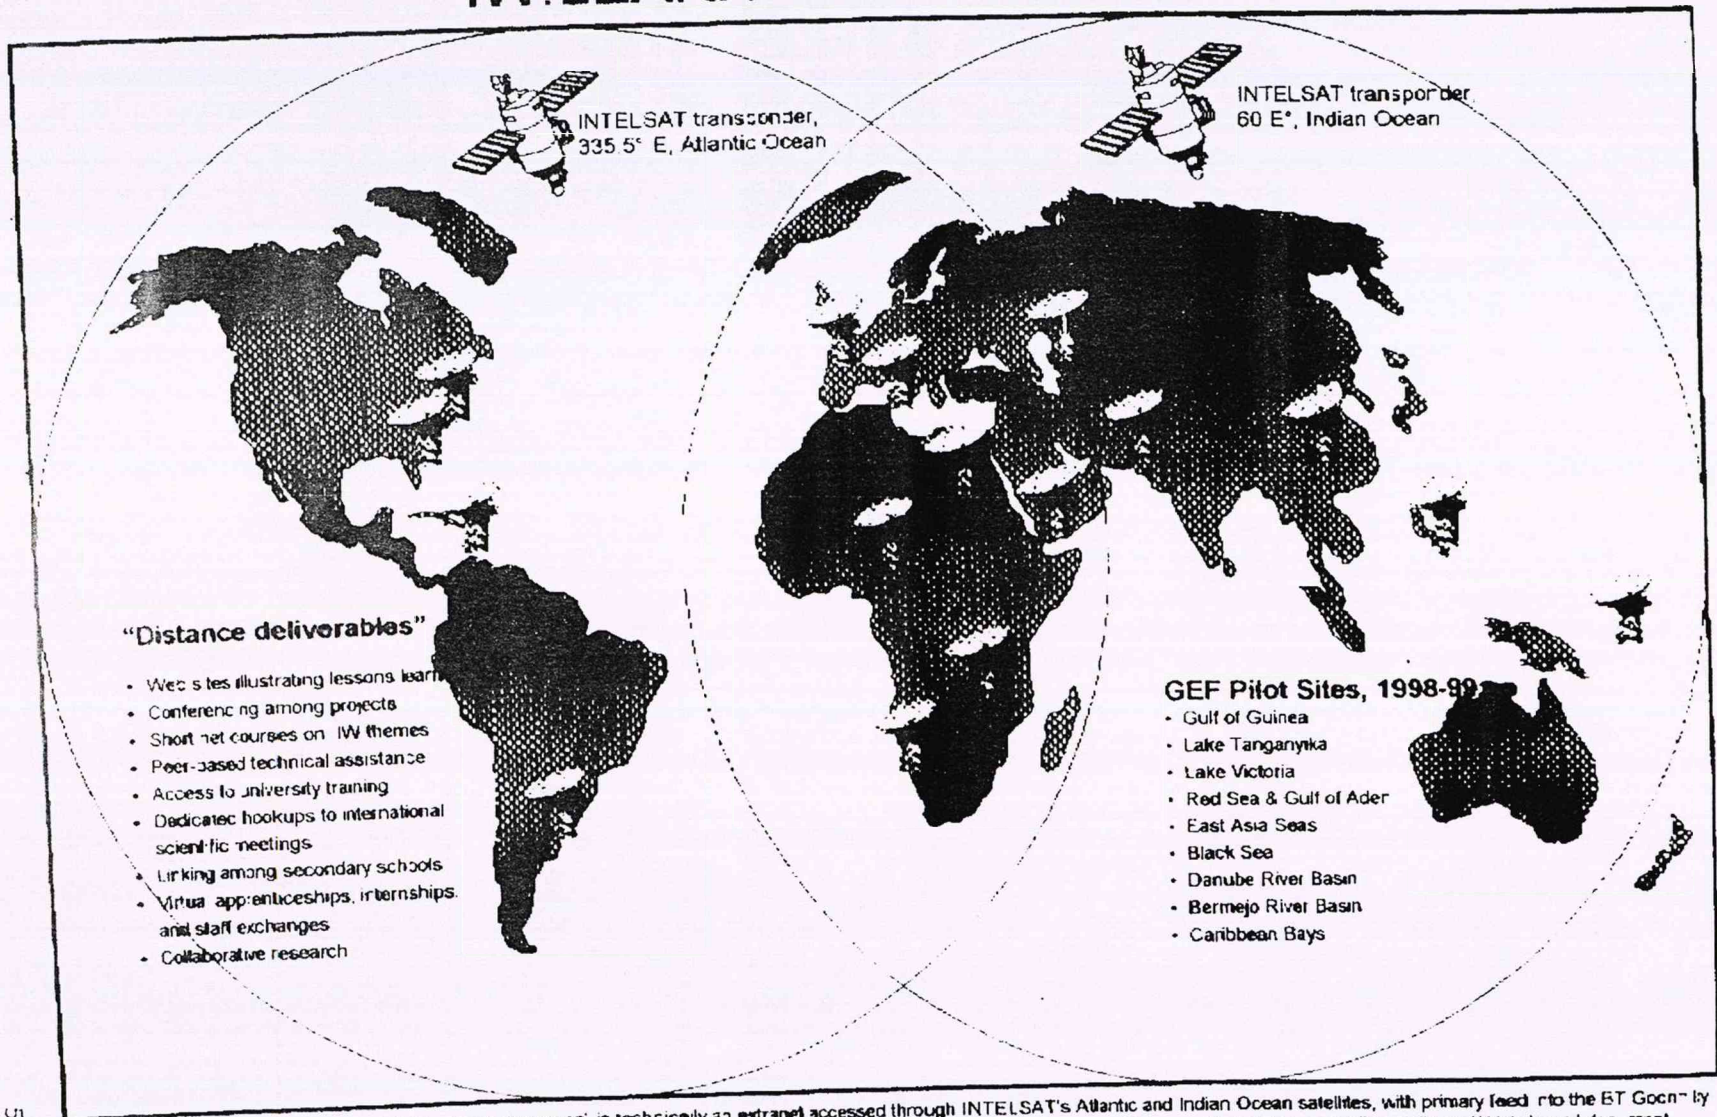 INTELSAT transponder,
335.5° E, Atlantic Ocean
INTELSAT transponder,
60 E°, Indian Ocean
"Distance deliverables"
• Web sites illustrating lessons learn
• Conferencing among projects
• Short net courses on IW themes
• Peer-based technical assistance
• Access to university training
• Dedicated hookups to international
scientific meetings
• Linking among secondary schools
• Virtual apprenticeships, internships,
and staff exchanges
• Collaborative research
GEF Pilot Sites, 1998-99
• Gulf of Guinea
• Lake Tanganyika
• Lake Victoria
• Red Sea & Gulf of Aden
• East Asia Seas
• Black Sea
• Danube River Basin
• Bermejo River Basin
• Caribbean Bays
is technically an extranet accessed through INTELSAT's Atlantic and Indian Ocean satellites, with primary feed into the BT Goonhilly